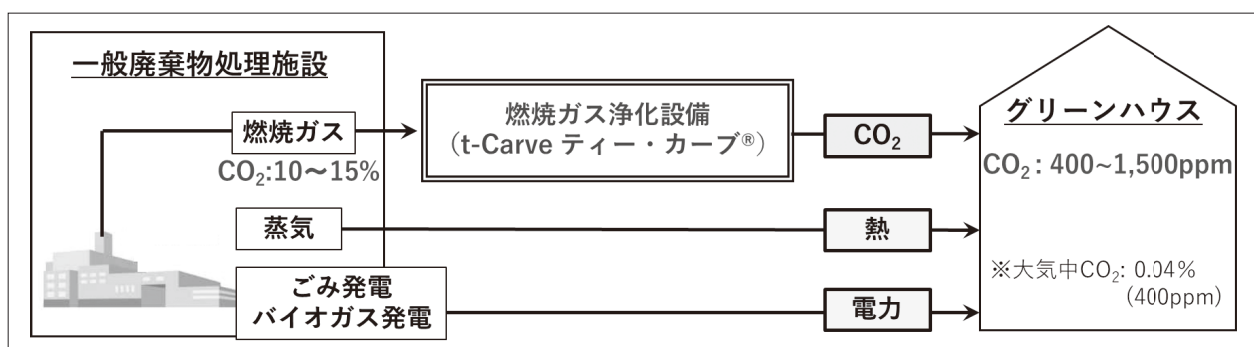 一般廃棄物処理施設
燃焼ガス
CO₂:10〜15%
燃焼ガス浄化設備
（t-Carve ティー・カーブ®）
CO₂
グリーンハウス
CO₂ : 400~1,500ppm
蒸気
熱
※大気中CO₂: 0.04%
(400ppm)
ごみ発電
バイオガス発電
電力